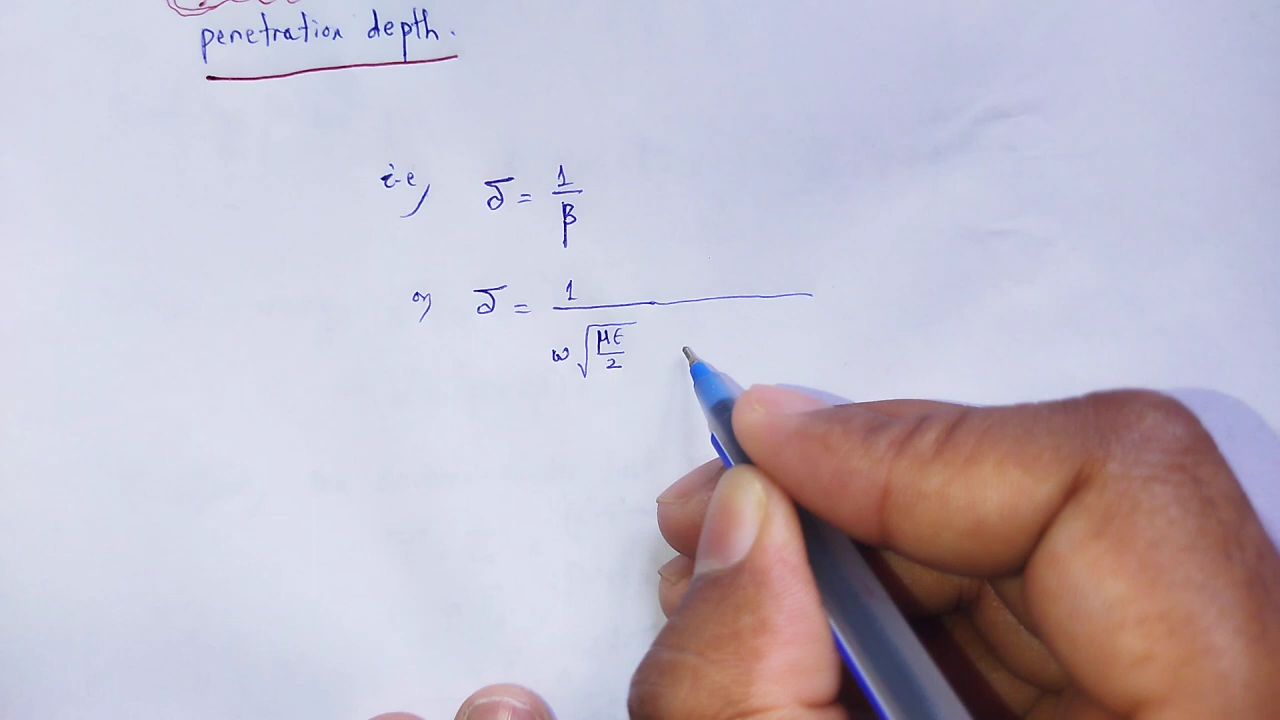 penetration depth.
i.e, δ = 1/β
or, δ = 1/(ω√(με/2))